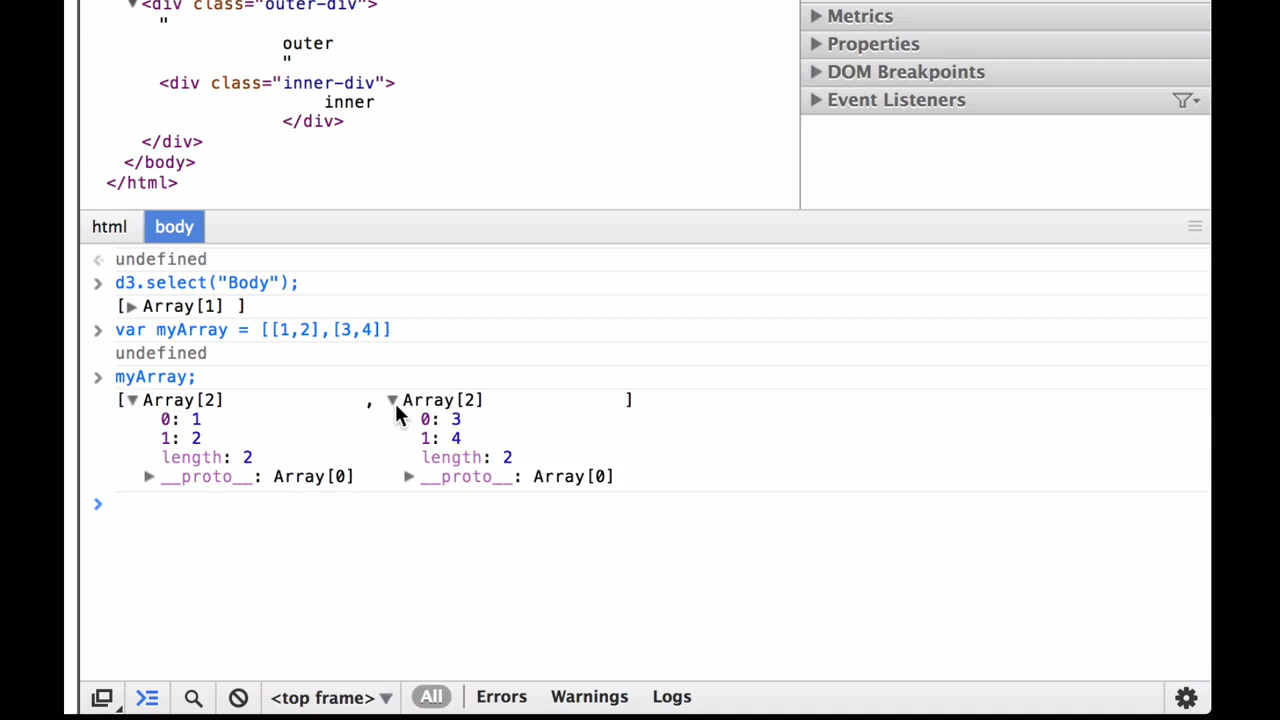 <div class="outer-div">
"
outer
"
<div class="inner-div">
inner
</div>
</div>
</body>
</html>
Metrics
Properties
DOM Breakpoints
Event Listeners
html body
undefined
d3.select("Body");
[▶Array[1] ]
var myArray = [[1,2],[3,4]]
undefined
myArray;
[▼Array[2] , ▼Array[2] ]
0: 1 0: 3
1: 2 1: 4
length: 2 length: 2
▶__proto__: Array[0] ▶__proto__: Array[0]
<top frame> All Errors Warnings Logs